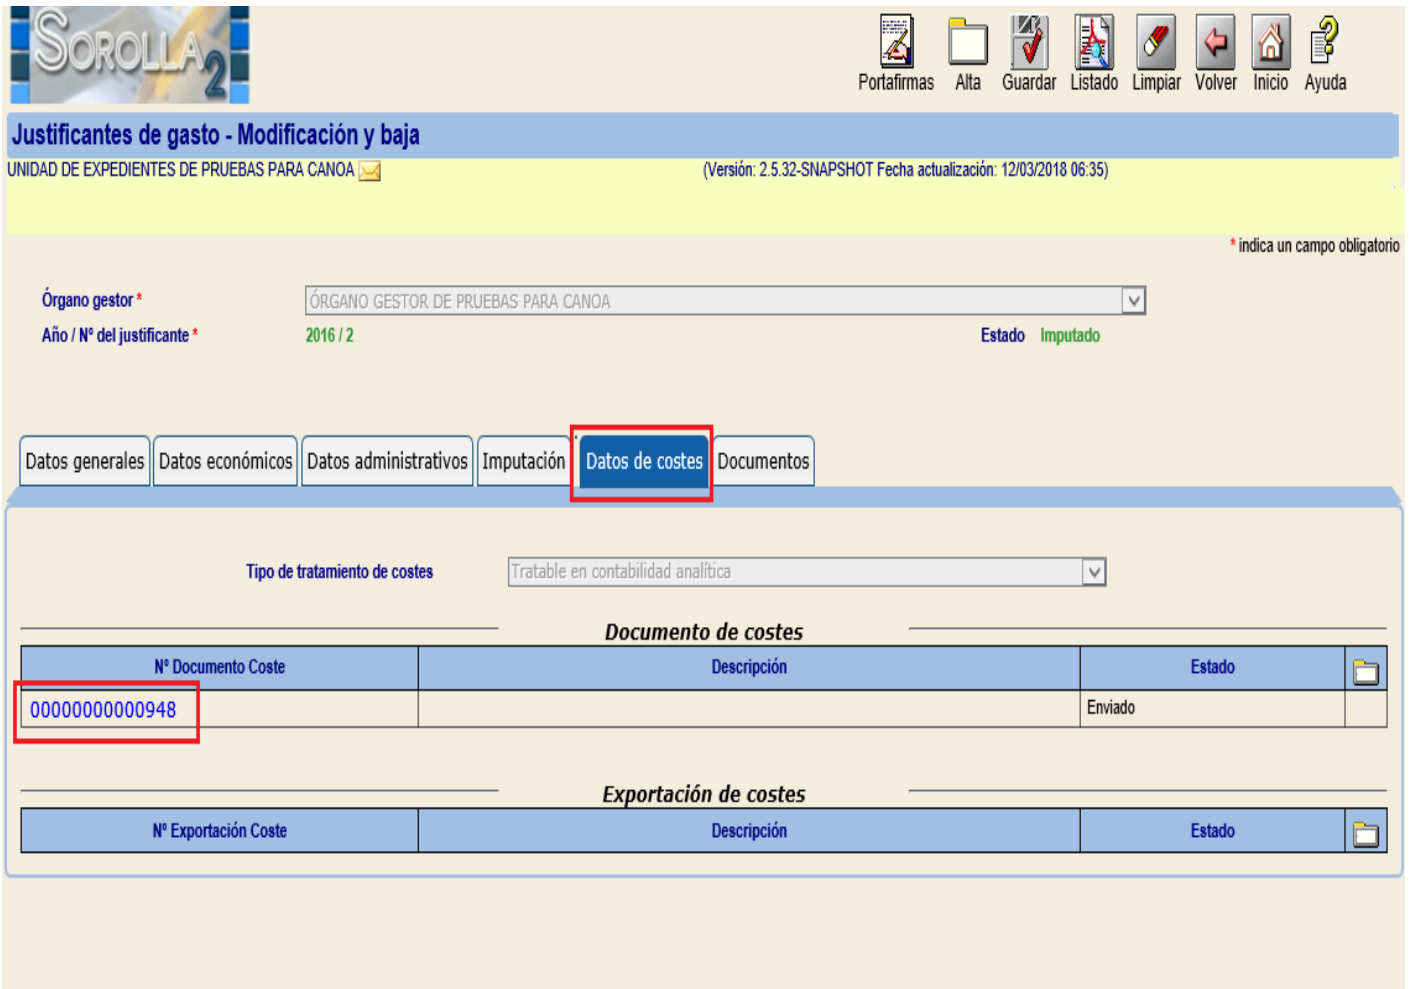 SOROLLA2
Portafirmas Alta Guardar Listado Limpiar Volver Inicio Ayuda
Justificantes de gasto - Modificación y baja
UNIDAD DE EXPEDIENTES DE PRUEBAS PARA CANOA (Versión: 2.5.32-SNAPSHOT Fecha actualización: 12/03/2018 06:35)
* indica un campo obligatorio
Órgano gestor * ÓRGANO GESTOR DE PRUEBAS PARA CANOA
Año / Nº del justificante * 2016 / 2 Estado Imputado
Datos generales Datos económicos Datos administrativos Imputación Datos de costes Documentos
Tipo de tratamiento de costes Tratable en contabilidad analítica
Documento de costes
Nº Documento Coste Descripción Estado
00000000000948 Enviado
Exportación de costes
Nº Exportación Coste Descripción Estado